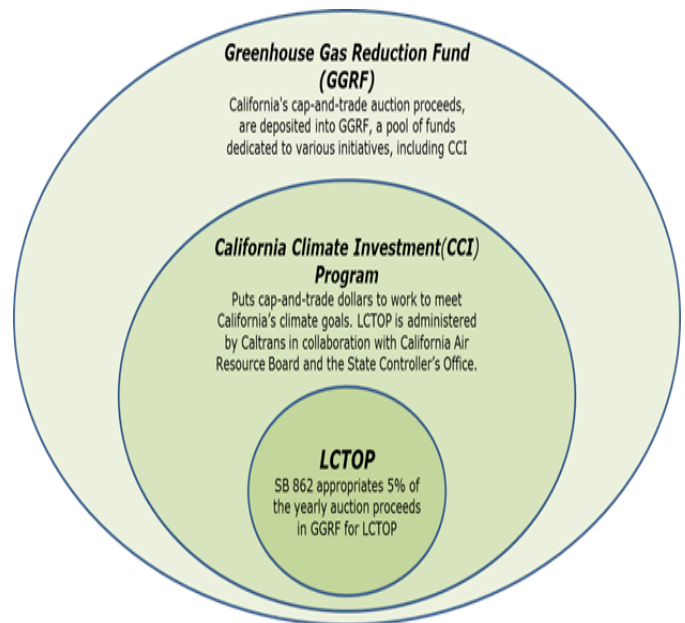 Greenhouse Gas Reduction Fund
(GGRF)
California's cap-and-trade auction proceeds,
are deposited into GGRF, a pool of funds
dedicated to various initiatives, including CCI
California Climate Investment(CCI)
Program
Puts cap-and-trade dollars to work to meet
California's climate goals. LCTOP is administered
by Caltrans in collaboration with California Air
Resource Board and the State Controller's Office.
LCTOP
SB 862 appropriates 5% of
the yearly auction proceeds
in GGRF for LCTOP